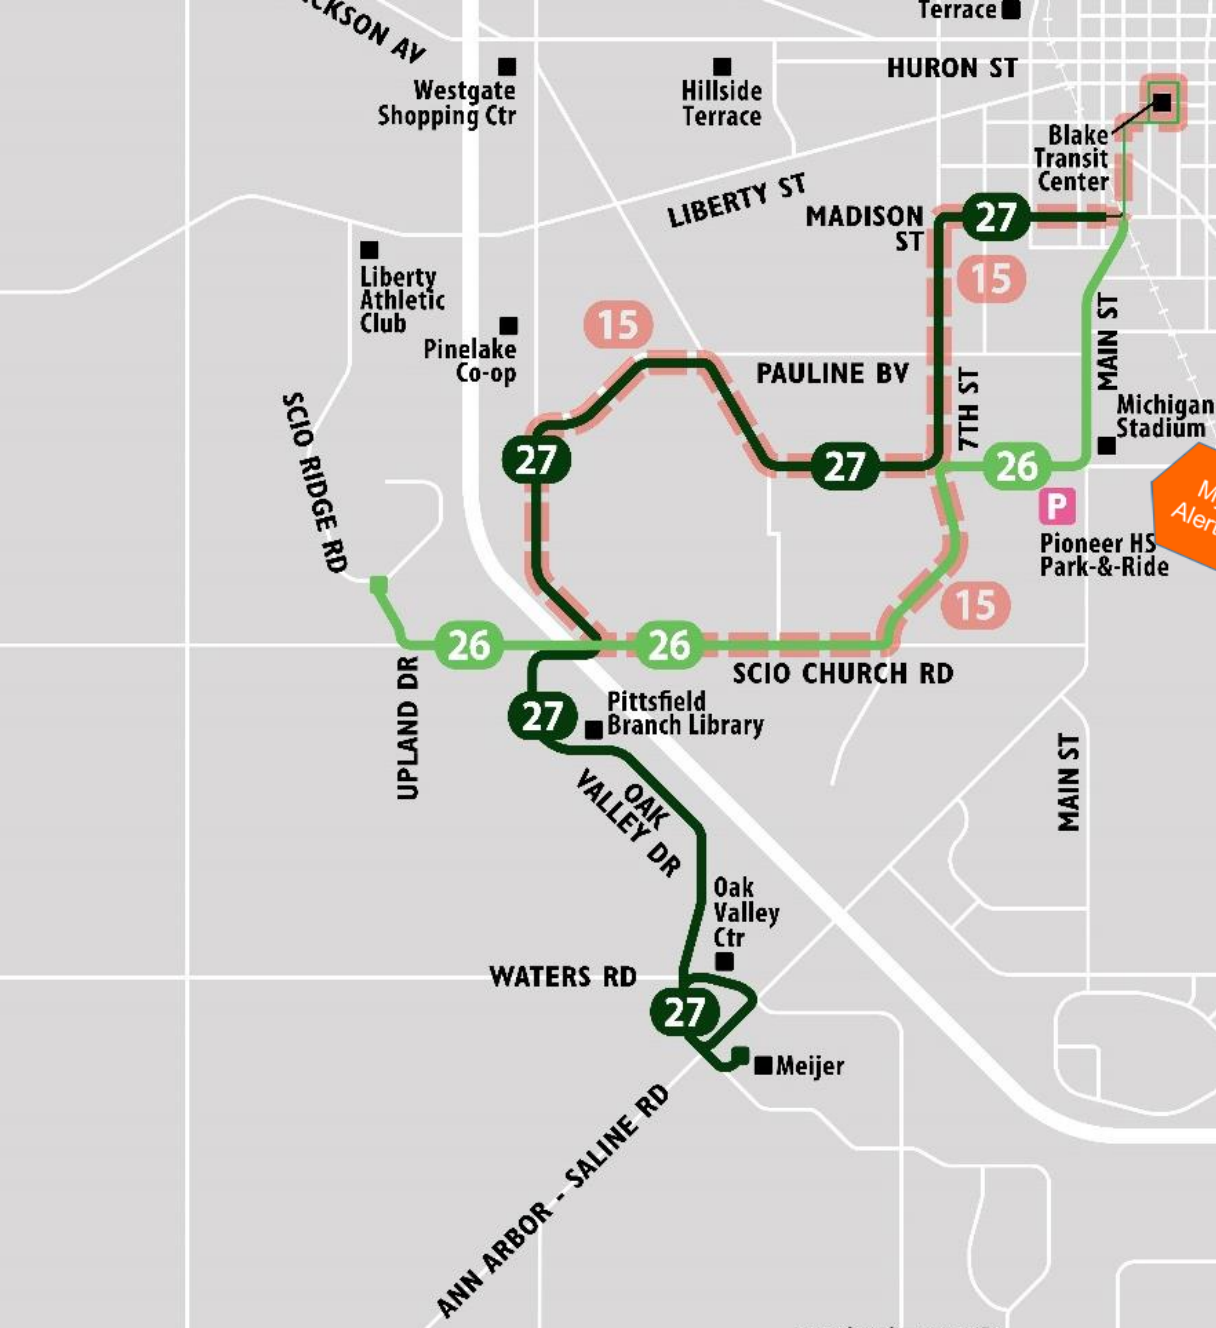 Terrace
CKSON AV
HURON ST
Westgate
Shopping Ctr
Hillside
Terrace
Blake
Transit
Center
LIBERTY ST
MADISON
ST
27
15
Liberty
Athletic
Club
15
Pinelake
Co-op
MAIN ST
PAULINE BV
7TH ST
SCIO RIDGE RD
Michigan
Stadium
27
27
26
P
Pioneer HS
Park-&-Ride
Alert
15
26
26
SCIO CHURCH RD
UPLAND DR
27
Pittsfield
Branch Library
MAIN ST
OAK
VALLEY DR
Oak
Valley
Ctr
WATERS RD
27
Meijer
ANN ARBOR - SALINE RD